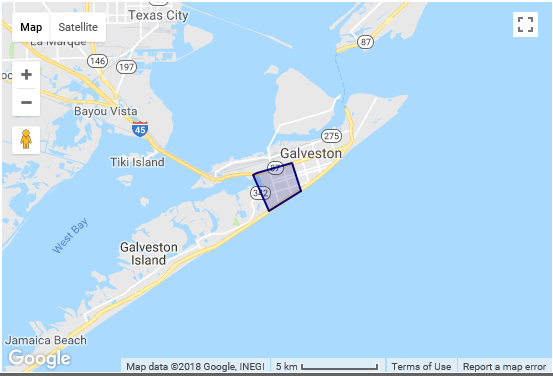 Texas City
La Marque
Map
Satellite
87
146
197
Bayou Vista
45
275
Galveston
Tiki Island
87
342
West Bay
Galveston
Island
Jamaica Beach
Google
Map data ©2018 Google, INEGI
5 km
Terms of Use
Report a map error